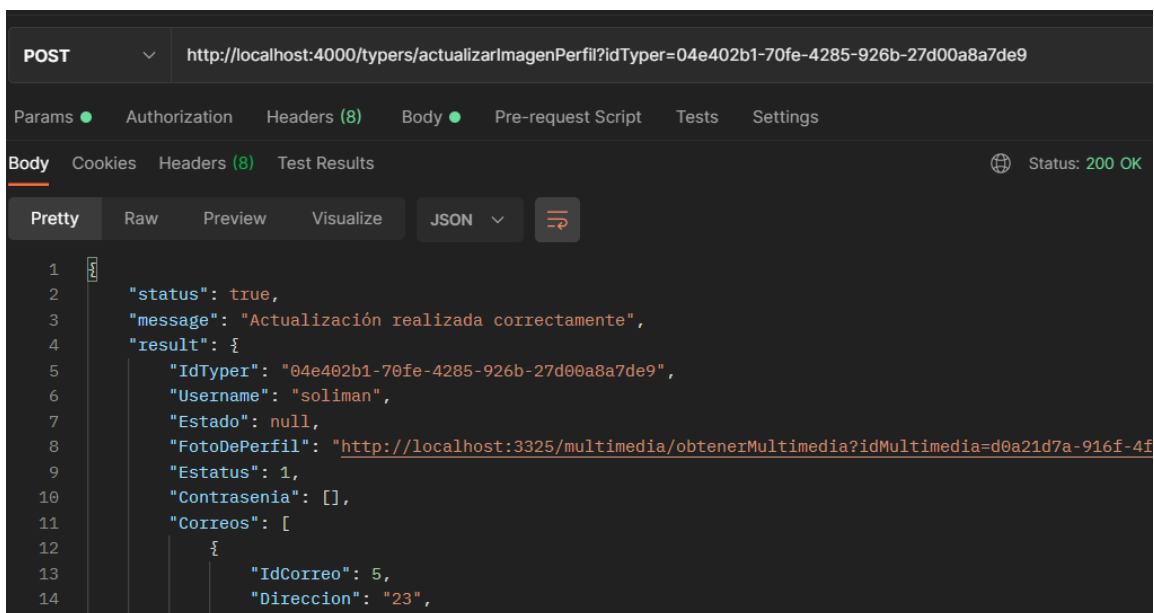 POST http://localhost:4000/typers/actualizarImagenPerfil?idTyper=04e402b1-70fe-4285-926b-27d00a8a7de9
Params Authorization Headers (8) Body Pre-request Script Tests Settings
Body Cookies Headers (8) Test Results Status: 200 OK
Pretty Raw Preview Visualize JSON
1 {
2 "status": true,
3 "message": "Actualización realizada correctamente",
4 "result": {
5 "IdTyper": "04e402b1-70fe-4285-926b-27d00a8a7de9",
6 "Username": "soliman",
7 "Estado": null,
8 "FotoDePerfil": "http://localhost:3325/multimedia/obtenerMultimedia?idMultimedia=d0a21d7a-916f-4f
9 "Estatus": 1,
10 "Contrasenia": [],
11 "Correos": [
12 {
13 "IdCorreo": 5,
14 "Direccion": "23",